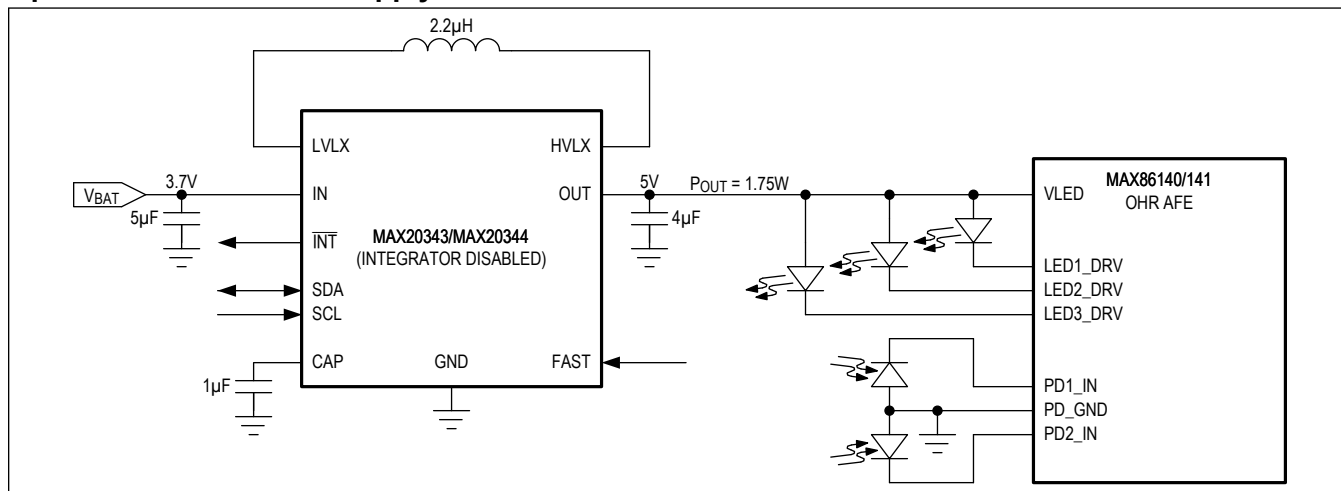 2.2µH
LVLX
HVLX
VBAT
3.7V
IN
OUT
5V
POUT = 1.75W
5µF
4µF
INT
MAX20343/MAX20344
(INTEGRATOR DISABLED)
SDA
SCL
CAP
GND
FAST
1µF
MAX86140/141
OHR AFE
VLED
LED1_DRV
LED2_DRV
LED3_DRV
PD1_IN
PD_GND
PD2_IN